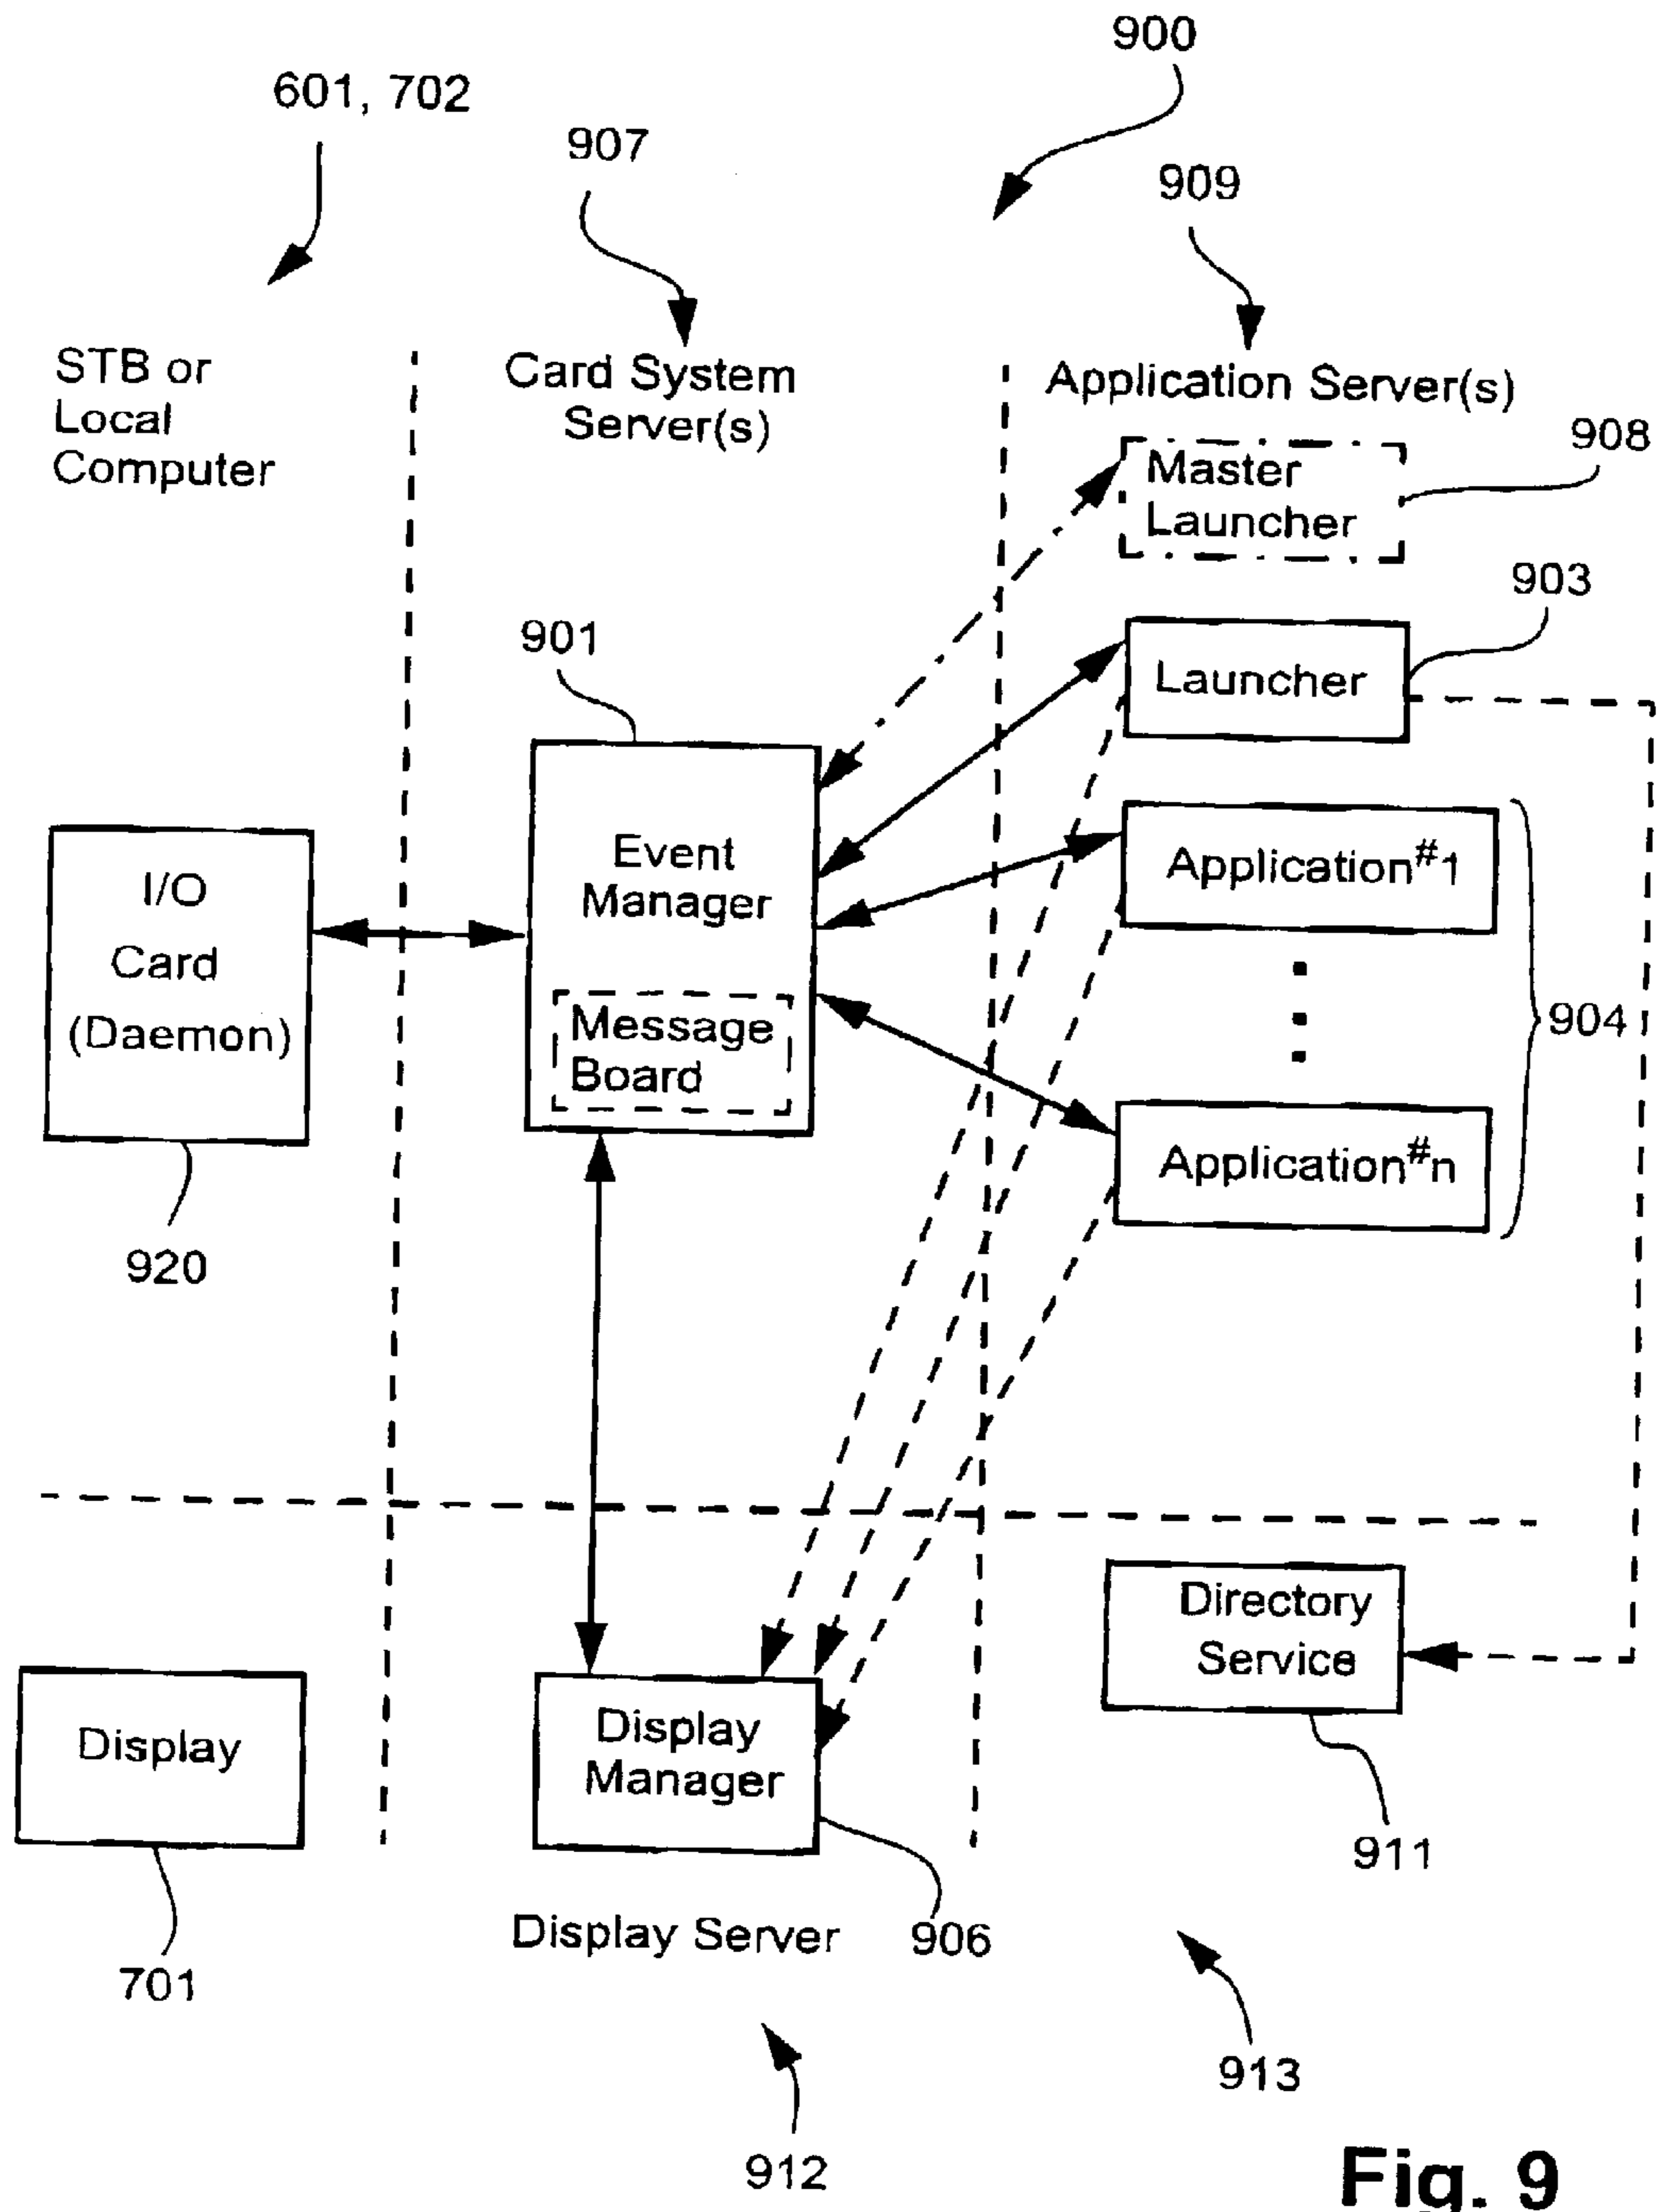 900
601, 702
907
909
STB or
Local
Computer
Card System
Server(s)
Application Server(s)
908
Master
Launcher
903
901
Launcher
Event
Manager
Application#1
I/O
Card
(Daemon)
Message
Board
904
Application#n
920
Directory
Service
Display
Manager
Display
911
Display Server
906
701
913
912
Fig. 9